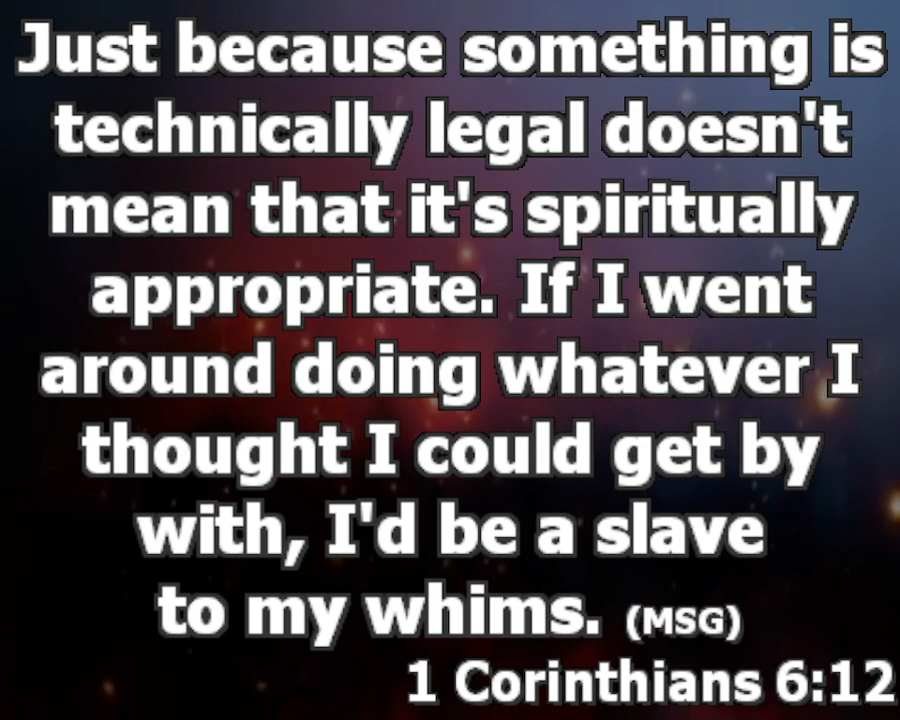 Just because something is
technically legal doesn't
mean that it's spiritually
appropriate. If I went
around doing whatever I
thought I could get by
with, I'd be a slave
to my whims. (MSG)
1 Corinthians 6:12